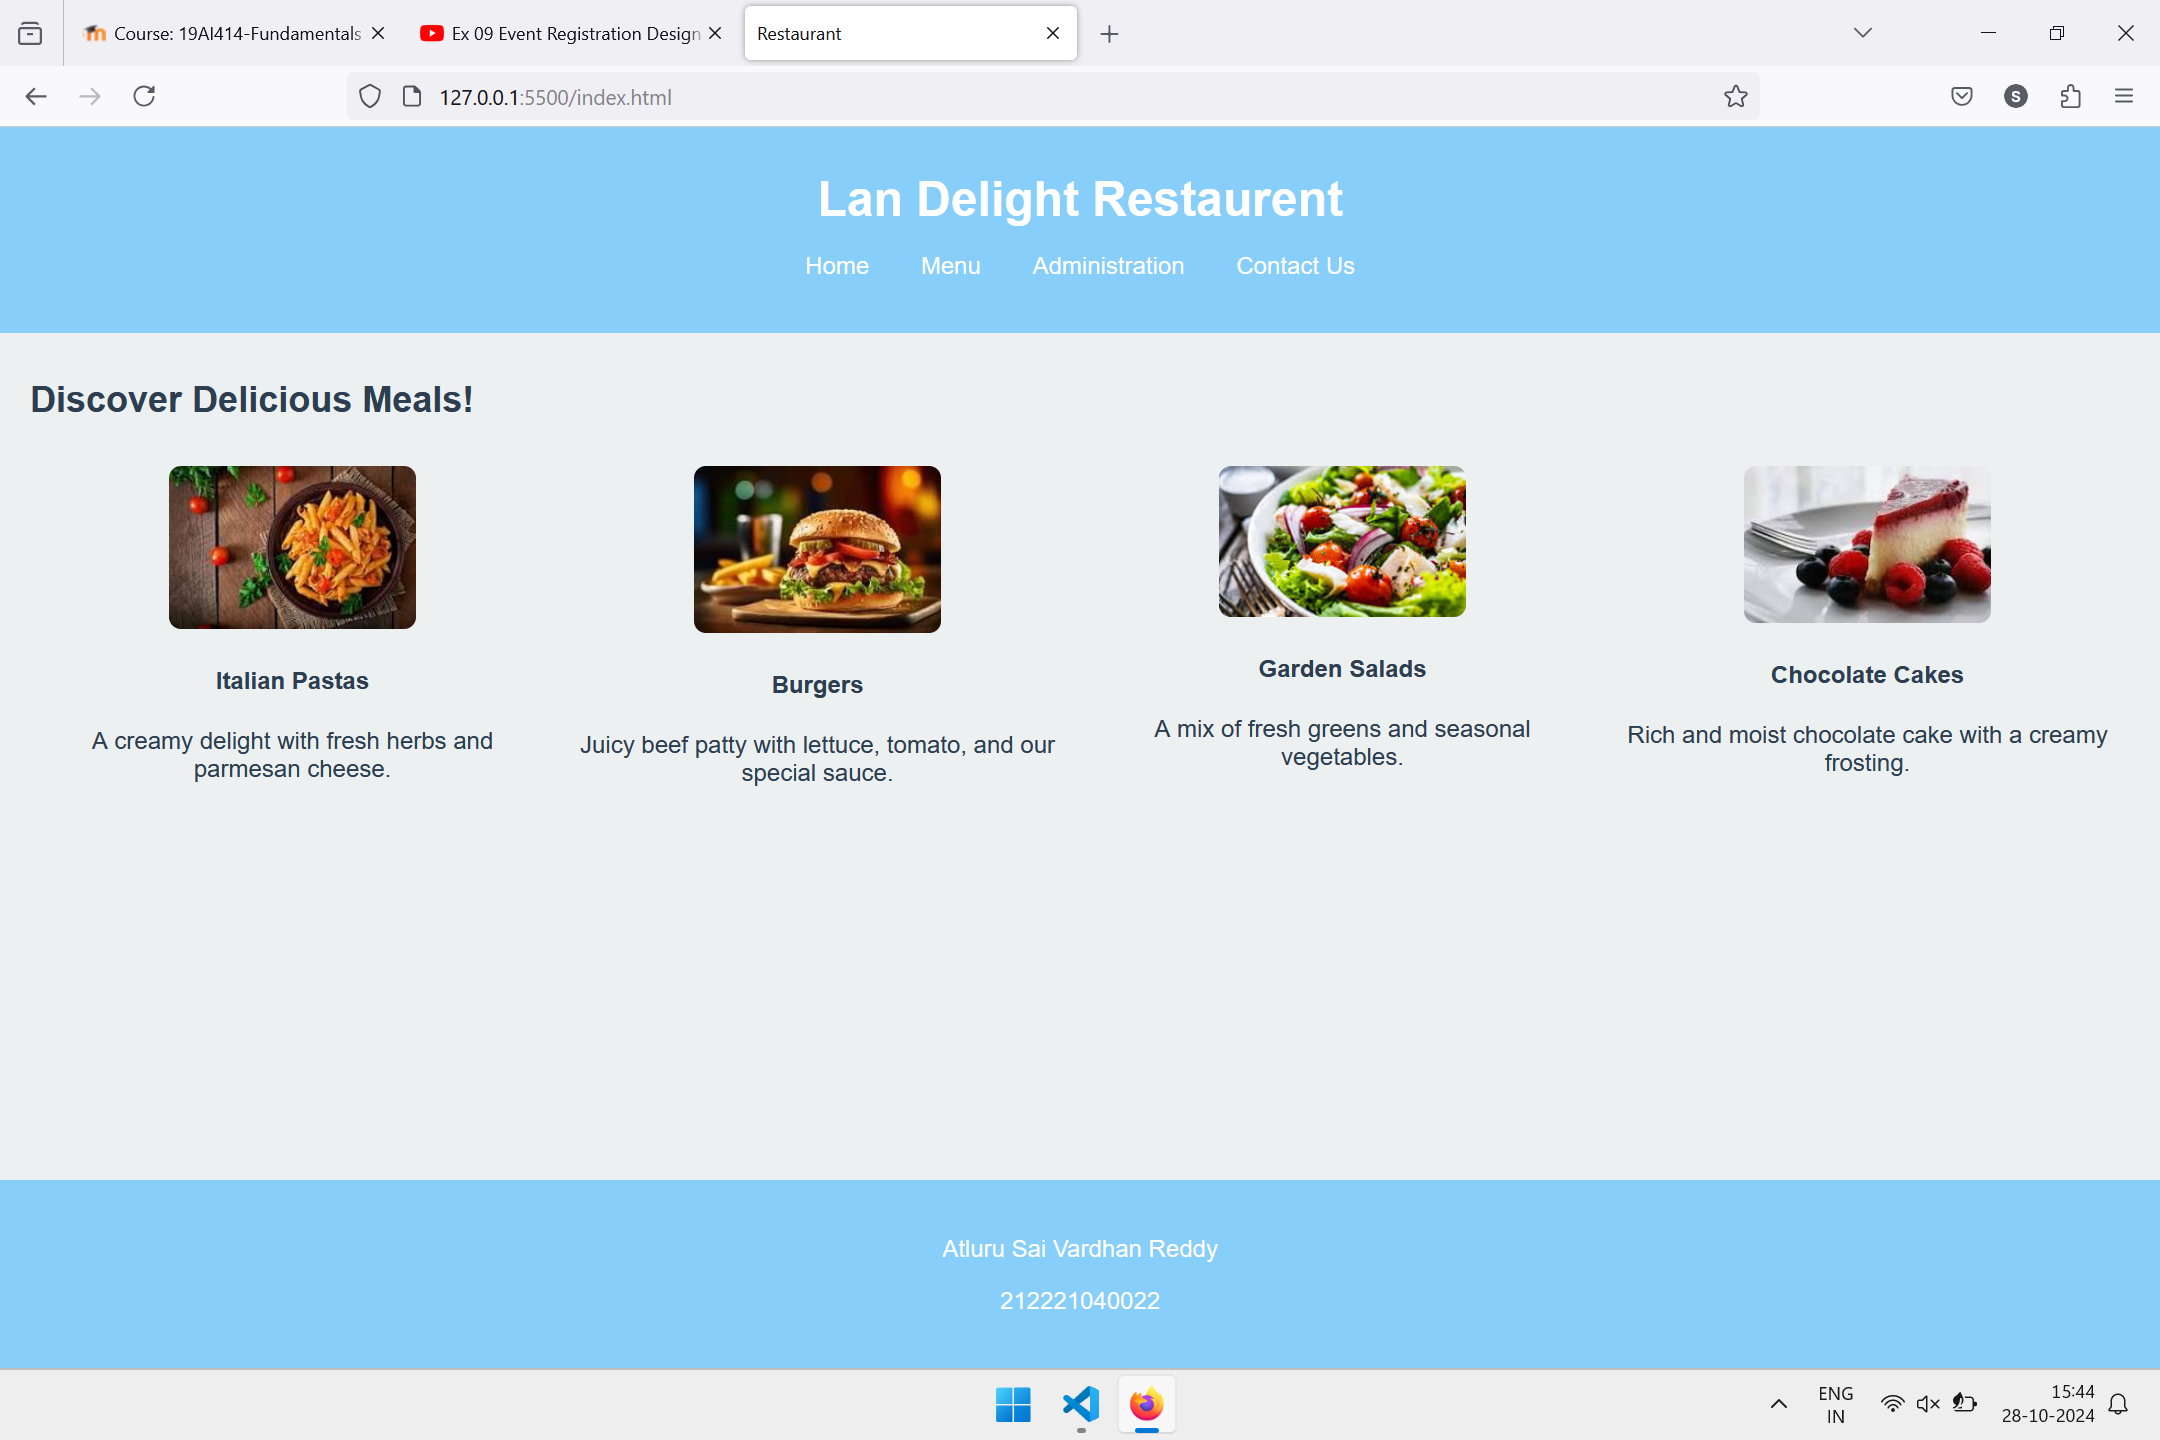 Course: 19AI414-Fundamentals
Ex 09 Event Registration Design
Restaurant
127.0.0.1:5500/index.html
S
Lan Delight Restaurent
Home Menu Administration Contact Us
Discover Delicious Meals!
Italian Pastas
A creamy delight with fresh herbs and
parmesan cheese.
Burgers
Juicy beef patty with lettuce, tomato, and our
special sauce.
Garden Salads
A mix of fresh greens and seasonal
vegetables.
Chocolate Cakes
Rich and moist chocolate cake with a creamy
frosting.
Atluru Sai Vardhan Reddy
212221040022
ENG
IN
15:44
28-10-2024